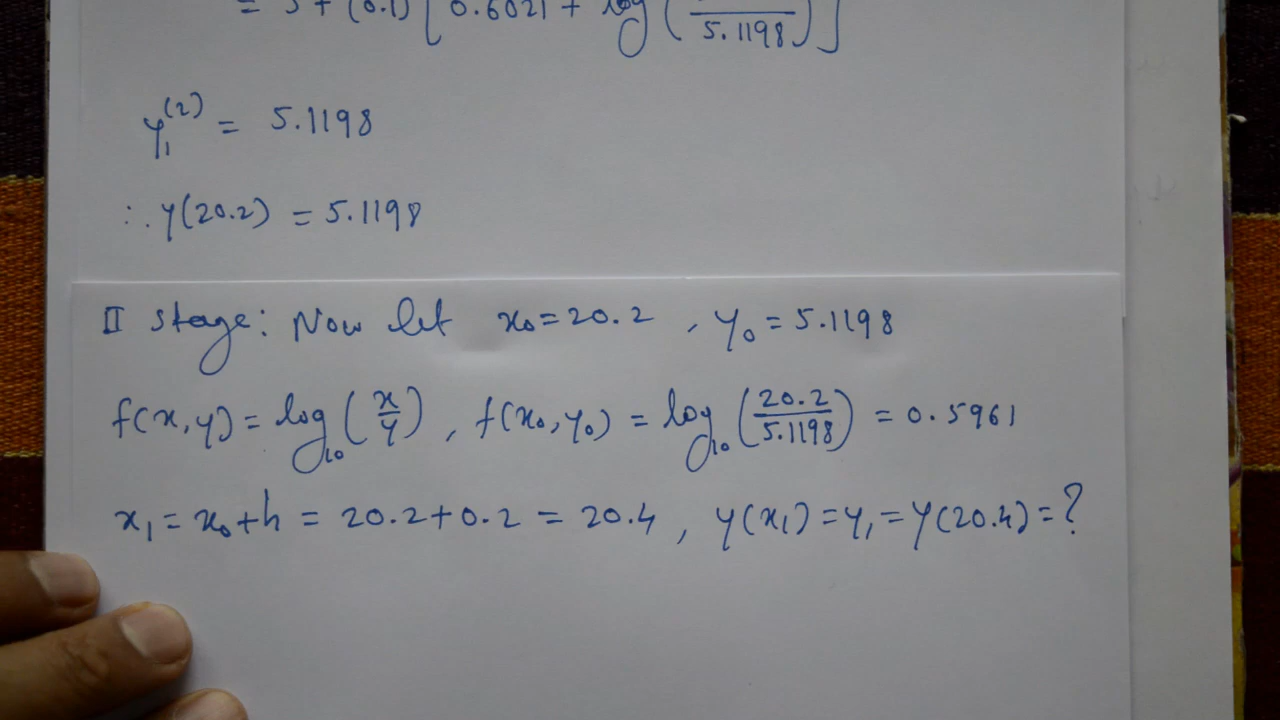 = 5 + (0.1) [ 0.6021 + log ( / 5.1198 ) ]
y₁⁽²⁾ = 5.1198
∴ y(20.2) = 5.1198
II stage: Now let x₀ = 20.2 , y₀ = 5.1198
f(x,y) = log₁₀ (x/y) , f(x₀,y₀) = log₁₀ (20.2/5.1198) = 0.5961
x₁ = x₀+h = 20.2+0.2 = 20.4 , y(x₁) = y₁ = y(20.4) = ?